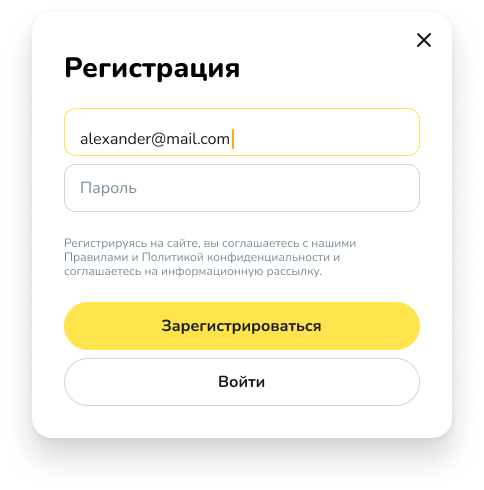 Регистрация
alexander@mail.com
Пароль
Регистрируясь на сайте, вы соглашаетесь с нашими
Правилами и Политикой конфиденциальности и
соглашаетесь на информационную рассылку.
Зарегистрироваться
Войти